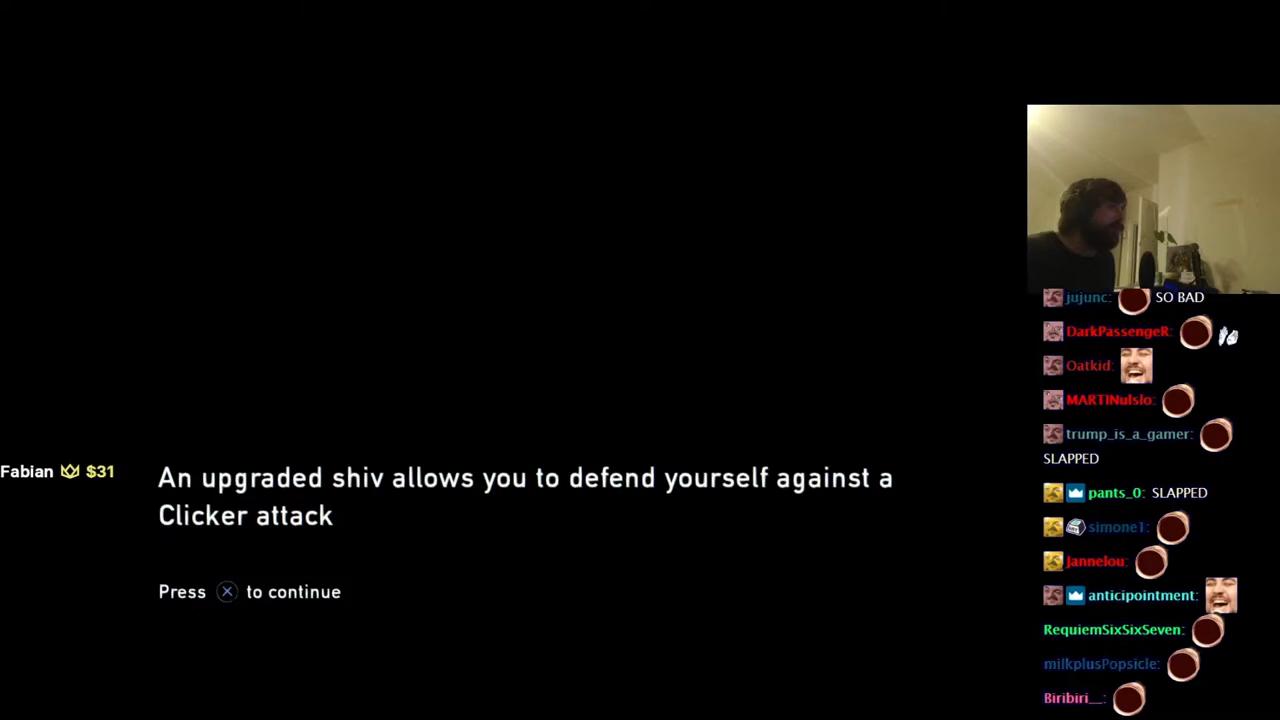 jujunc: SO BAD
DarkPassengeR:
Oatkid:
MARTINulslo:
trump_is_a_gamer:
SLAPPED
Fabian $31
An upgraded shiv allows you to defend yourself against a
Clicker attack
pants_0: SLAPPED
simone1:
Jannelou:
Press to continue
anticipointment:
RequiemSixSixSeven:
milkplusPopsicle:
Biribiri__: